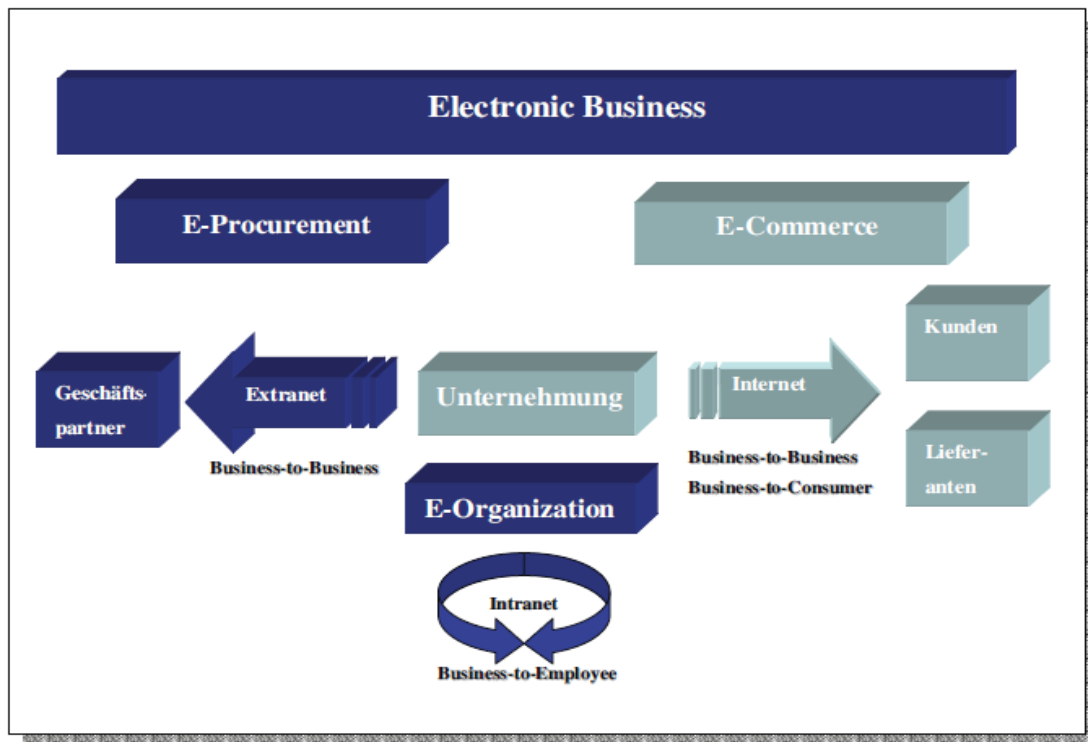 Electronic Business
E-Procurement
E-Commerce
Kunden
Geschäfts-
partner
Extranet
Unternehmung
Internet
Business-to-Business
Business-to-Business
Business-to-Consumer
Liefer-
anten
E-Organization
Intranet
Business-to-Employee